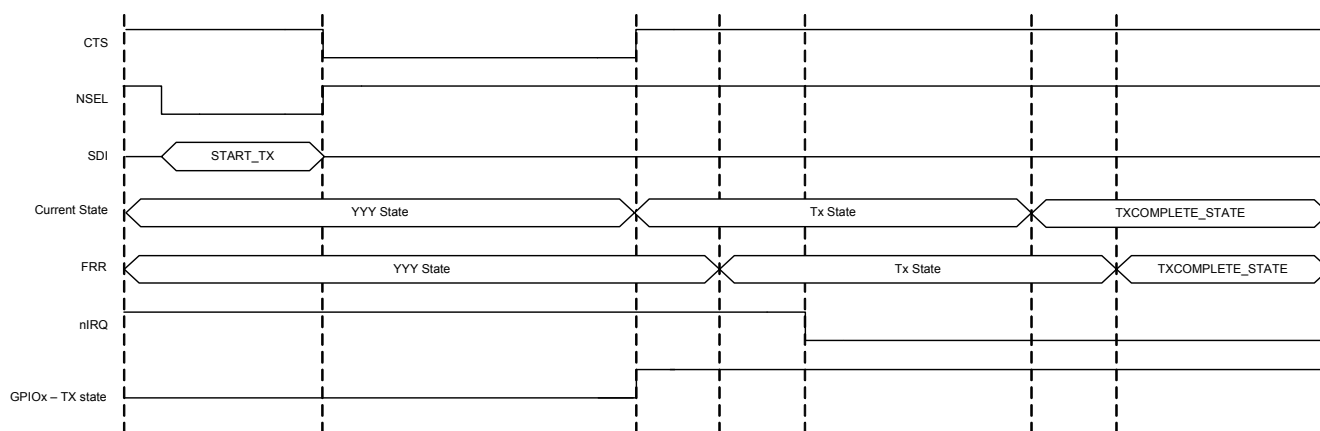 CTS
NSEL
SDI
START_TX
Current State
YYY State
Tx State
TXCOMPLETE_STATE
FRR
YYY State
Tx State
TXCOMPLETE_STATE
nIRQ
GPIOx – TX state